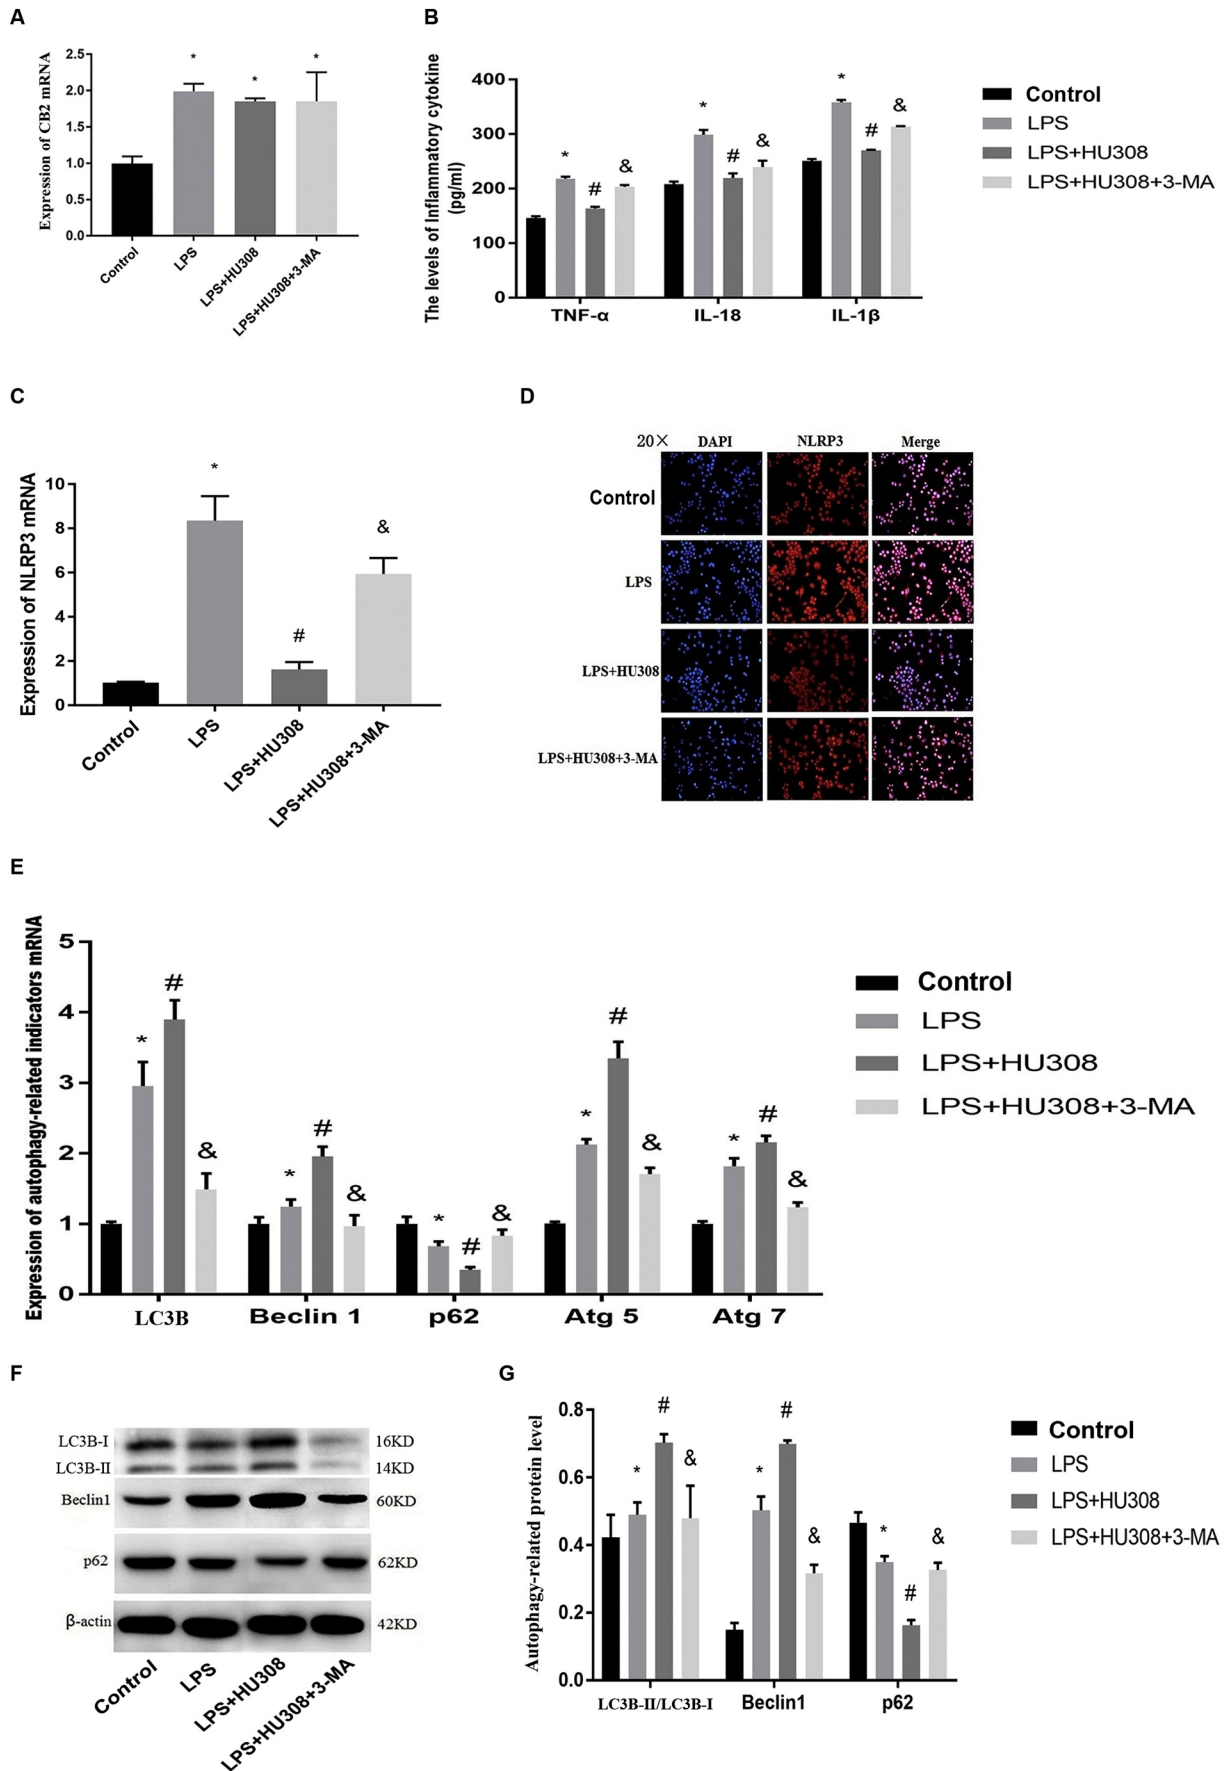 A
Expression of CB2 mRNA
2.5
2.0
1.5
1.0
0.5
0.0
*
*
*
Control
LPS
LPS+HU308
LPS+HU308+3-MA
B
The levels of Inflammatory cytokine
(pg/ml)
400
300
200
100
0
*
#
&
*
#
&
*
#
&
TNF-α
IL-18
IL-1β
Control
LPS
LPS+HU308
LPS+HU308+3-MA
C
Expression of NLRP3 mRNA
10
8
6
4
2
0
*
#
&
Control
LPS
LPS+HU308
LPS+HU308+3-MA
D
20× DAPI NLRP3 Merge
Control
LPS
LPS+HU308
LPS+HU308+3-MA
E
Expression of autophagy-related indicators mRNA
5
4
3
2
1
0
*
#
&
*
#
&
*
#
&
*
#
&
*
#
&
LC3B
Beclin 1
p62
Atg 5
Atg 7
Control
LPS
LPS+HU308
LPS+HU308+3-MA
F
LC3B-I 16KD
LC3B-II 14KD
Beclin1 60KD
p62 62KD
β-actin 42KD
Control
LPS
LPS+HU308
LPS+HU308+3-MA
G
Autophagy-related protein level
0.8
0.6
0.4
0.2
0.0
*
#
&
*
#
&
*
#
&
LC3B-II/LC3B-I
Beclin1
p62
Control
LPS
LPS+HU308
LPS+HU308+3-MA